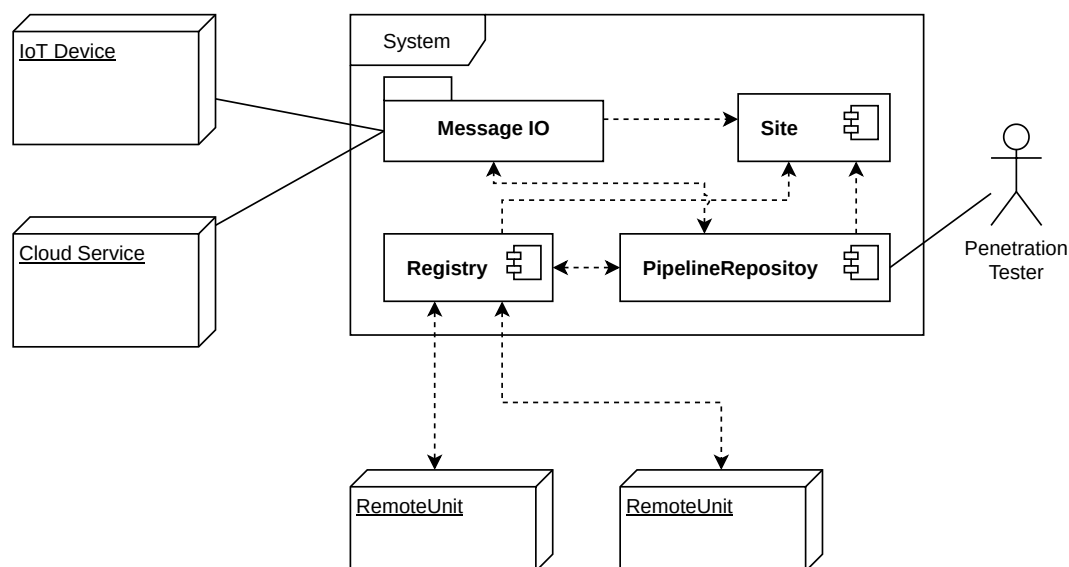 IoT Device
System
Message IO
Site
Cloud Service
Registry
PipelineRepositoy
Penetration
Tester
RemoteUnit
RemoteUnit